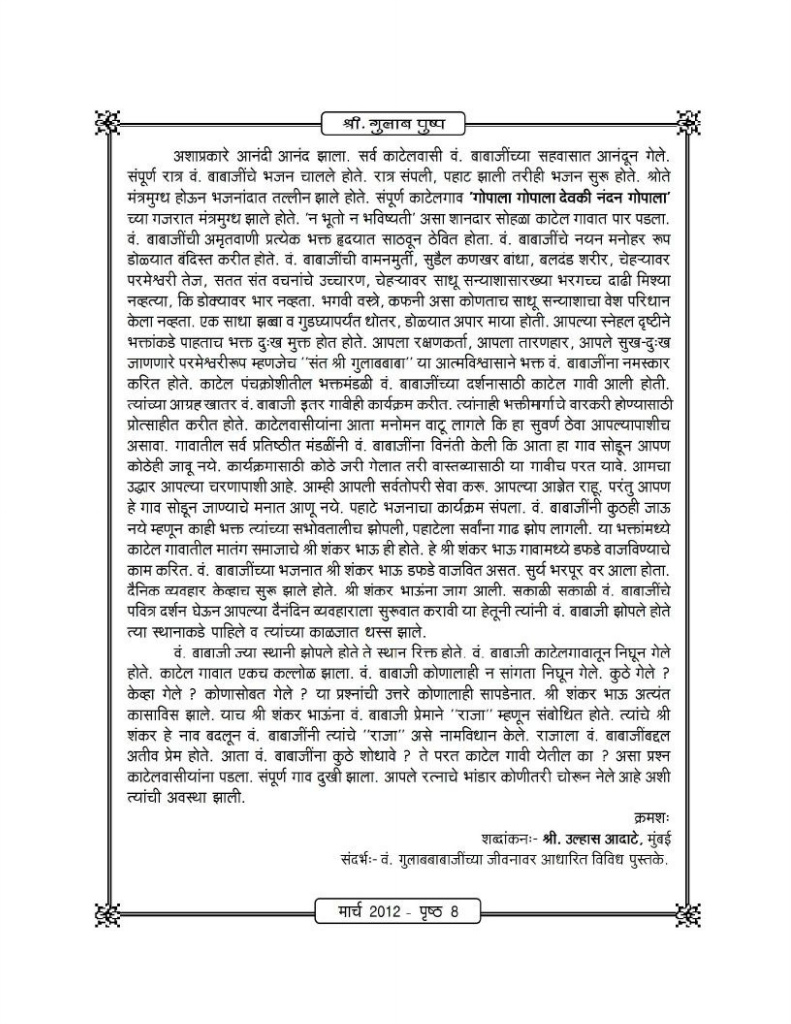 श्री. गुलाब पुष्प
अशाप्रकारे आनंदी आनंद झाला. सर्व काटेलवासी वं. बाबाजींच्या सहवासात आनंदून गेले.
संपूर्ण रात्र वं. बाबाजींचे भजन चालले होते. रात्र संपली, पहाट झाली तरीही भजन सुरू होते. श्रोते
मंत्रमुग्ध होऊन भजनांदात तल्लीन झाले होते. संपूर्ण काटेलगाव 'गोपाला गोपाला देवकी नंदन गोपाला'
च्या गजरात मंत्रमुग्ध झाले होते. 'न भूतो न भविष्यती' असा शानदार सोहळा काटेल गावात पार पडला.
वं. बाबाजींची अमृतवाणी प्रत्येक भक्त हृदयात साठवून ठेवित होता. वं. बाबाजींचे नयन मनोहर रूप
डोळ्यात बंदिस्त करीत होते. वं. बाबाजींची वामनमुर्ती, सुडैल कणखर बांधा, बलदंड शरीर, चेहऱ्यावर
परमेश्वरी तेज, सतत संत वचनांचे उच्चारण, चेहऱ्यावर साधू सन्याशासारख्या भरगच्च दाढी मिश्या
नव्हत्या, कि डोक्यावर भार नव्हता. भगवी वस्त्रे, कफनी असा कोणताच साधू सन्याशाचा वेश परिधान
केला नव्हता. एक साधा झब्बा व गुडघ्यापर्यंत धोतर, डोळ्यात अपार माया होती. आपल्या स्नेहल दृष्टीने
भक्तांकडे पाहताच भक्त दुःख मुक्त होत होते. आपला रक्षणकर्ता, आपला तारणहार, आपले सुख-दुःख
जाणणारे परमेश्वरीरूप म्हणजेच ''संत श्री गुलाबबाबा'' या आत्मविश्वासाने भक्त वं. बाबाजींना नमस्कार
करित होते. काटेल पंचक्रोशीतील भक्तमंडळी वं. बाबाजींच्या दर्शनासाठी काटेल गावी आली होती.
त्यांच्या आग्रह खातर वं. बाबाजी इतर गावीही कार्यक्रम करीत. त्यांनाही भक्तीमार्गाचे वारकरी होण्यासाठी
प्रोत्साहीत करीत होते. काटेलवासीयांना आता मनोमन वाटू लागले कि हा सुवर्ण ठेवा आपल्यापाशीच
असावा. गावातील सर्व प्रतिष्ठीत मंडळींनी वं. बाबाजींना विनंती केली कि आता हा गाव सोडून आपण
कोठेही जावू नये. कार्यक्रमासाठी कोठे जरी गेलात तरी वास्तव्यासाठी या गावीच परत यावे. आमचा
उद्धार आपल्या चरणापाशी आहे. आम्ही आपली सर्वतोपरी सेवा करू. आपल्या आज्ञेत राहू, परंतु आपण
हे गाव सोडून जाण्याचे मनात आणू नये. पहाटे भजनाचा कार्यक्रम संपला. वं. बाबाजींनी कुठही जाऊ
नये म्हणून काही भक्त त्यांच्या सभोवतालीच झोपली, पहाटेला सर्वांना गाढ झोप लागली. या भक्तांमध्ये
काटेल गावातील मातंग समाजाचे श्री शंकर भाऊ ही होते. हे श्री शंकर भाऊ गावामध्ये डफडे वाजविण्याचे
काम करित. वं. बाबाजींच्या भजनात श्री शंकर भाऊ डफडे वाजवित असत. सुर्य भरपूर वर आला होता.
दैनिक व्यवहार केव्हाच सुरू झाले होते. श्री शंकर भाऊंना जाग आली. सकाळी सकाळी वं. बाबाजींचे
पवित्र दर्शन घेऊन आपल्या दैनंदिन व्यवहाराला सुरूवात करावी या हेतूनी त्यांनी वं. बाबाजी झोपले होते
त्या स्थानाकडे पाहिले व त्यांच्या काळजात धस्स झाले.
वं. बाबाजी ज्या स्थानी झोपले होते ते स्थान रिक्त होते. वं. बाबाजी काटेलगावातून निघून गेले
होते. काटेल गावात एकच कल्लोळ झाला. वं. बाबाजी कोणालाही न सांगता निघून गेले. कुठे गेले ?
केव्हा गेले ? कोणासोबत गेले ? या प्रश्नांची उत्तरे कोणालाही सापडेनात. श्री शंकर भाऊ अत्यंत
कासाविस झाले. याच श्री शंकर भाऊंना वं. बाबाजी प्रेमाने ''राजा'' म्हणून संबोधित होते. त्यांचे श्री
शंकर हे नाव बदलून वं. बाबाजींनी त्यांचे ''राजा'' असे नामविधान केले. राजाला वं. बाबाजींबद्दल
अतीव प्रेम होते. आता वं. बाबाजींना कुठे शोधावे ? ते परत काटेल गावी येतील का ? असा प्रश्न
काटेलवासीयांना पडला. संपूर्ण गाव दुखी झाला. आपले रत्नाचे भांडार कोणीतरी चोरून नेले आहे अशी
त्यांची अवस्था झाली.
क्रमशः
शब्दांकनः- श्री. उल्हास आदाटे, मुंबई
संदर्भः- वं. गुलाबबाबाजींच्या जीवनावर आधारित विविध पुस्तके.
मार्च 2012 - पृष्ठ 8